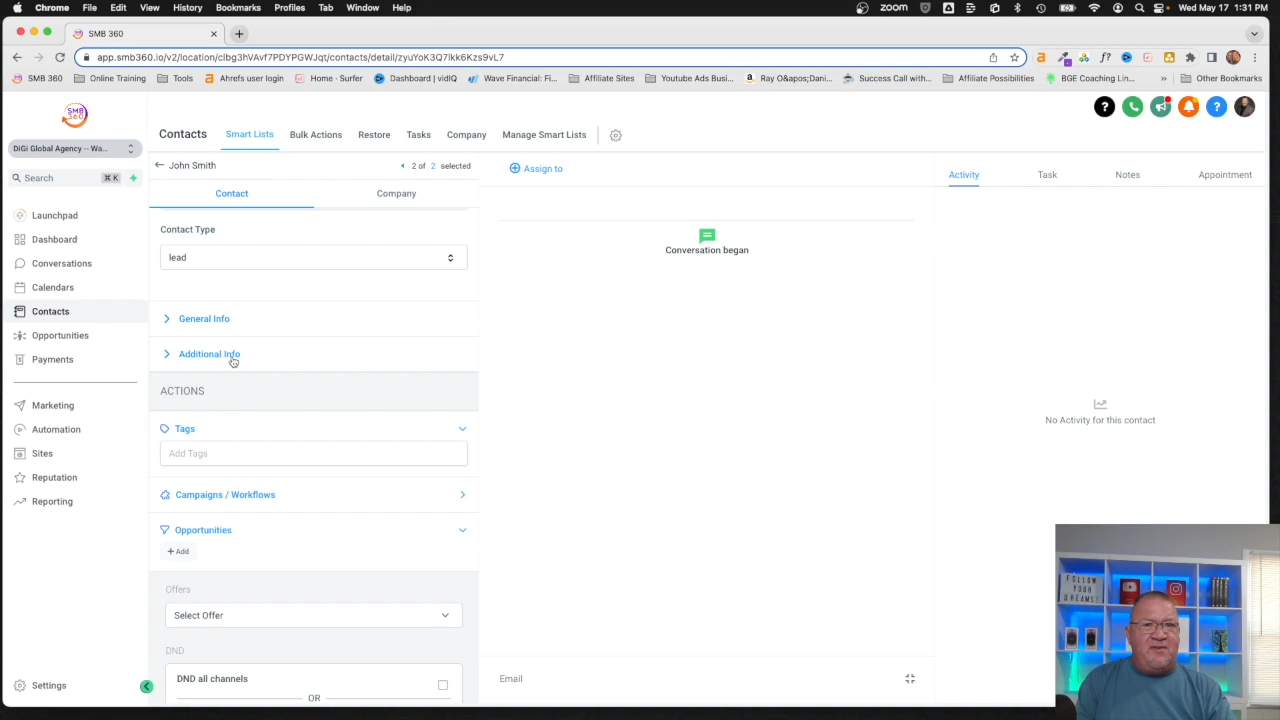 Chrome File Edit View History Bookmarks Profiles Tab Window Help zoom Wed May 17 1:31 PM
SMB 360
app.smb360.io/v2/location/clbg3hVAvf7PDYPGWJqt/contacts/detail/zyuYoK3Q7lkk6Kzs9vL7
SMB 360 Online Training Tools Ahrefs user login Home · Surfer Dashboard | vidIQ Wave Financial: Fi... Affiliate Sites Youtube Ads Busi... Ray O&apos;Dani... Success Call with... Affiliate Possibilities BGE Coaching Lin... » Other Bookmarks
SMB
360
Contacts Smart Lists Bulk Actions Restore Tasks Company Manage Smart Lists
DiGi Global Agency -- Wa...
Search ⌘ K
John Smith 2 of 2 selected
Assign to
Activity Task Notes Appointment
Contact Company
Launchpad
Dashboard
Conversations
Calendars
Contacts
Opportunities
Payments
Marketing
Automation
Sites
Reputation
Reporting
Settings
Contact Type
lead
General Info
Additional Info
ACTIONS
Tags
Add Tags
Campaigns / Workflows
Opportunities
+ Add
Offers
Select Offer
DND
DND all channels
OR
Conversation began
Email
No Activity for this contact
FOLLOW
YOUR
DREAMS!